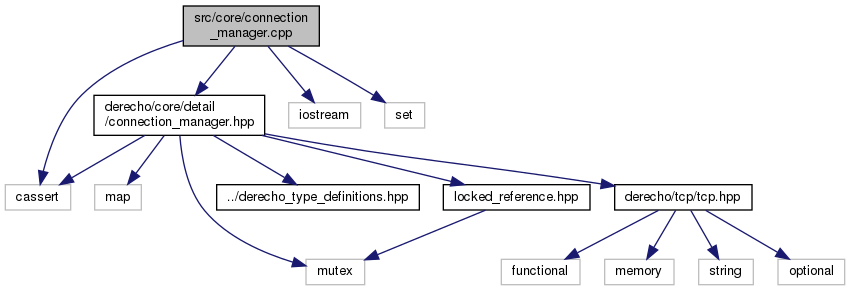 src/core/connection
_manager.cpp
derecho/core/detail
/connection_manager.hpp
iostream
set
cassert
map
../derecho_type_definitions.hpp
locked_reference.hpp
derecho/tcp/tcp.hpp
mutex
functional
memory
string
optional